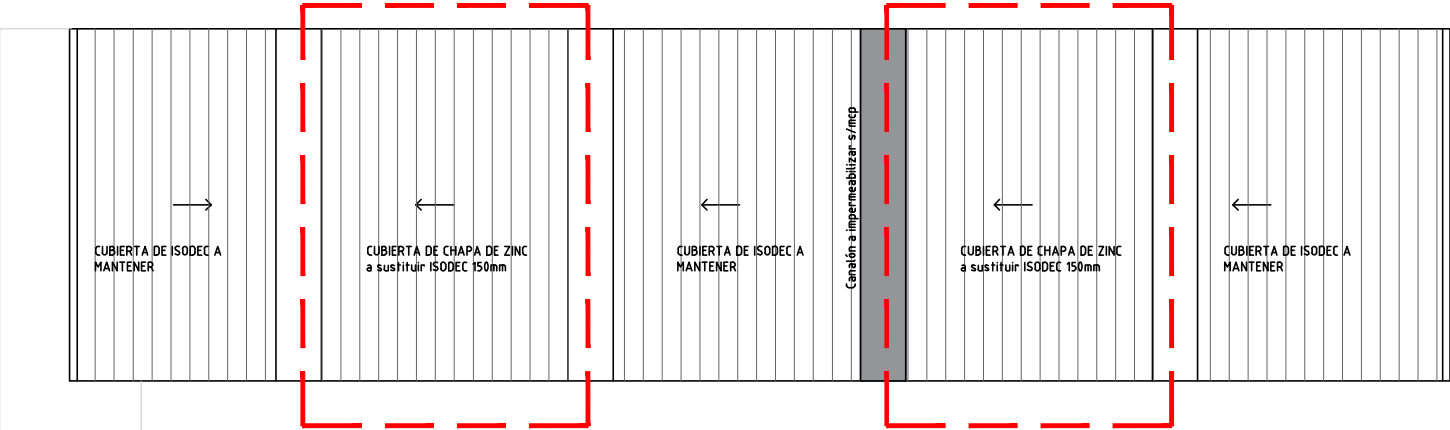 CUBIERTA DE ISODEC A
MANTENER
CUBIERTA DE CHAPA DE ZINC
a sustituir ISODEC 150mm
CUBIERTA DE ISODEC A
MANTENER
Canalón a impermeabilizar s/mcp
CUBIERTA DE CHAPA DE ZINC
a sustituir ISODEC 150mm
CUBIERTA DE ISODEC A
MANTENER